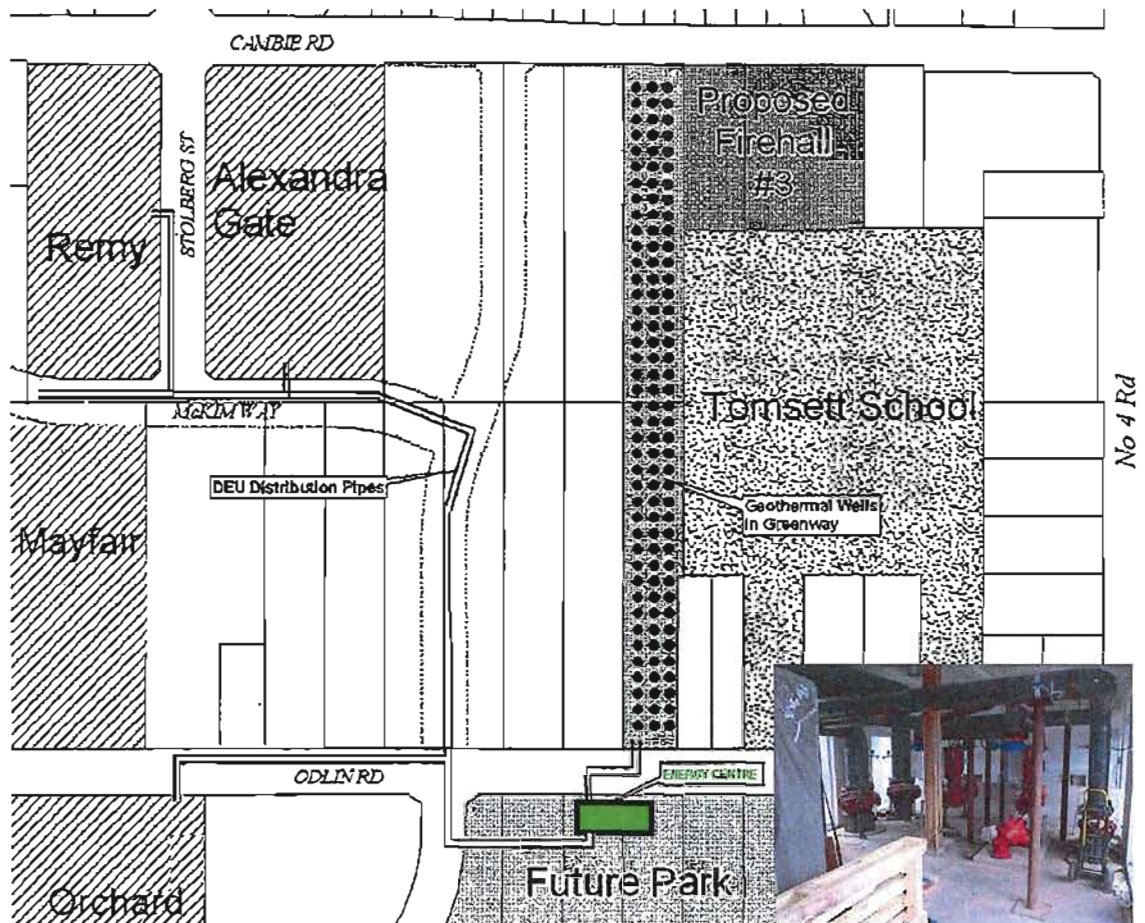 CAMBIE RD
STOLBERG ST
Remy
Alexandra
Gate
Proposed
Firehall
#3
Tomsett School
No 4 Rd
MCKIM WAY
DEU Distribution Pipes
Geothermal Wells
in Greenway
Mayfair
ODLIN RD
ENERGY CENTRE
Orchard
Future Park